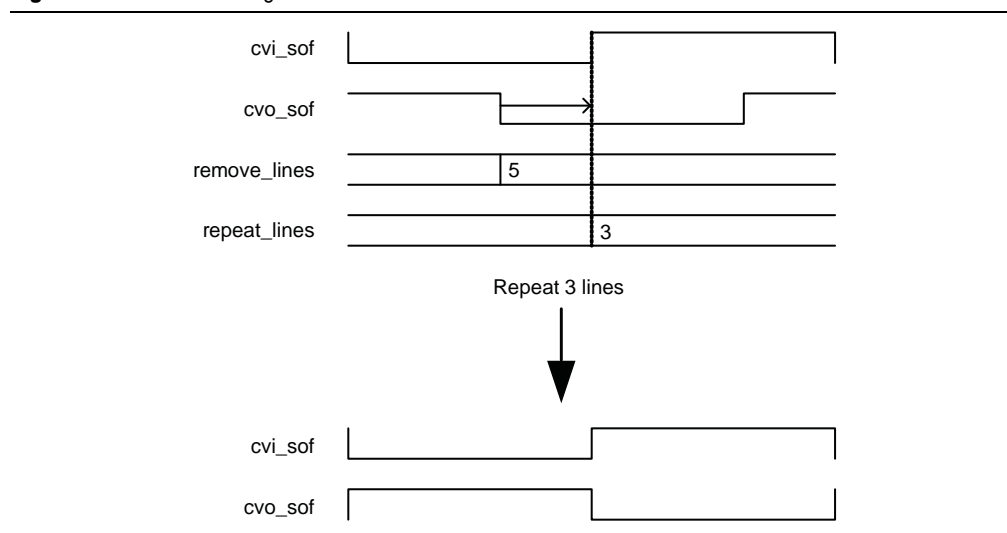 cvi_sof
cvo_sof
remove_lines 5
repeat_lines 3
Repeat 3 lines
cvi_sof
cvo_sof